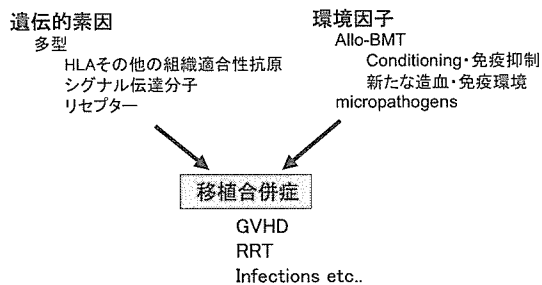 遺伝的素因
多型
HLAその他の組織適合性抗原
シグナル伝達分子
リセプター
環境因子
Allo-BMT
Conditioning・免疫抑制
新たな造血・免疫環境
micropathogens
移植合併症
GVHD
RRT
Infections etc..